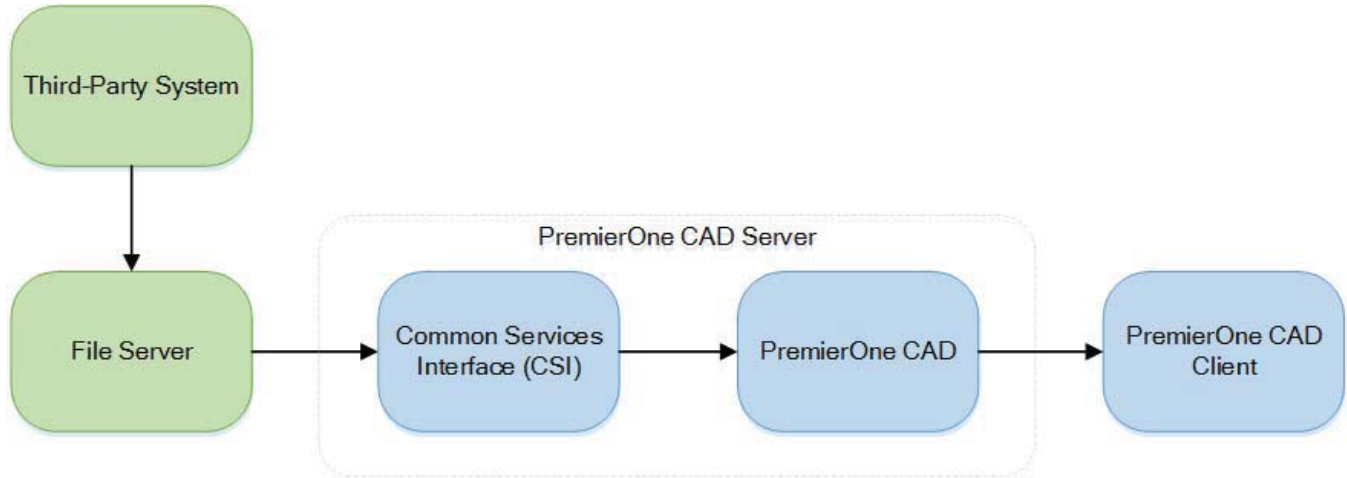 Third-Party System
PremierOne CAD Server
File Server
Common Services
Interface (CSI)
PremierOne CAD
PremierOne CAD
Client